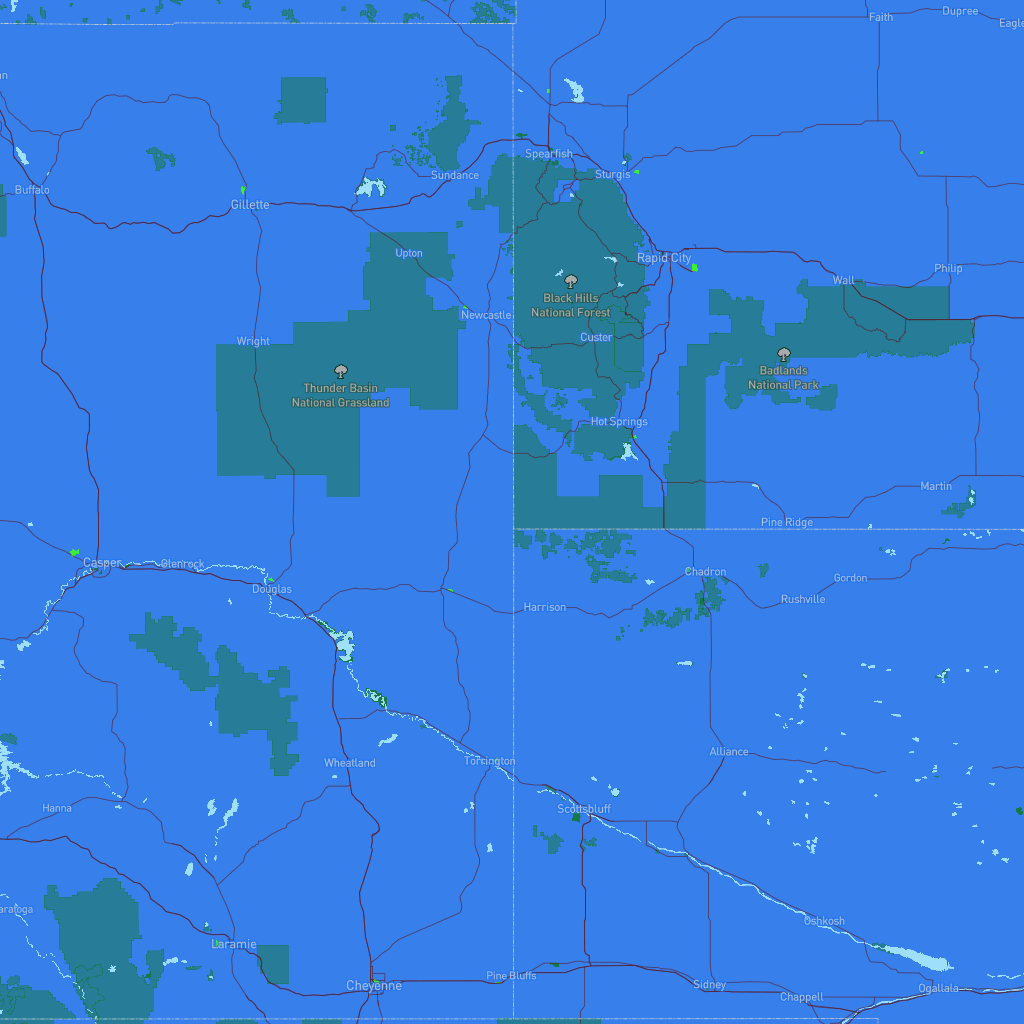 Faith
Dupree
Eagle
Spearfish
Sturgis
Sundance
Buffalo
Gillette
Upton
Rapid City
Wall
Philip
Black Hills
National Forest
Newcastle
Custer
Wright
Badlands
National Park
Thunder Basin
National Grassland
Hot Springs
Martin
Pine Ridge
Casper
Glenrock
Douglas
Chadron
Gordon
Rushville
Harrison
Alliance
Wheatland
Torrington
Hanna
Scottsbluff
aratoga
Oshkosh
Laramie
Cheyenne
Pine Bluffs
Sidney
Chappell
Ogallala